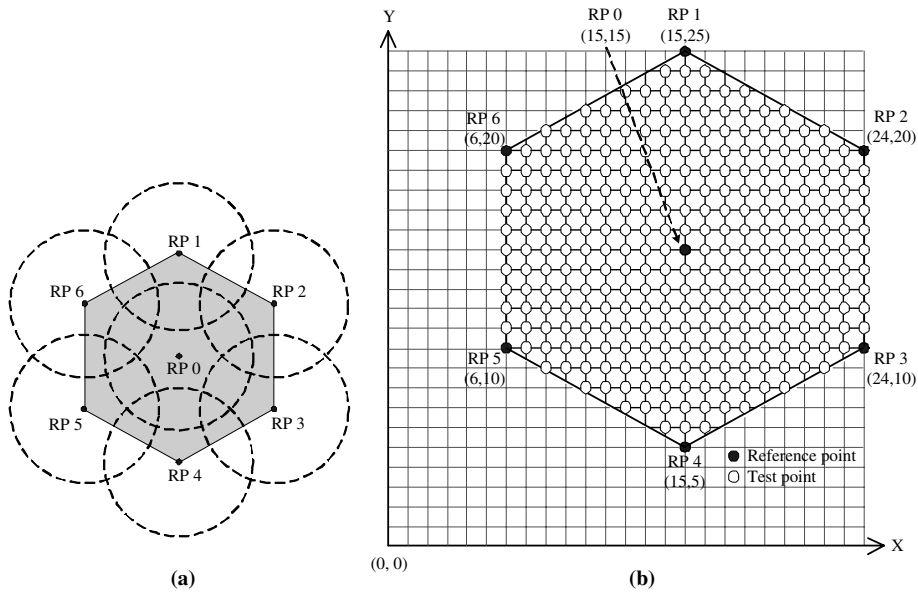 RP 1
RP 6
RP 2
RP 0
RP 5
RP 3
RP 4
(a)
Y
RP 0
(15,15)
RP 1
(15,25)
RP 6
(6,20)
RP 2
(24,20)
RP 5
(6,10)
RP 3
(24,10)
RP 4
(15,5)
Reference point
Test point
X
(0, 0)
(b)